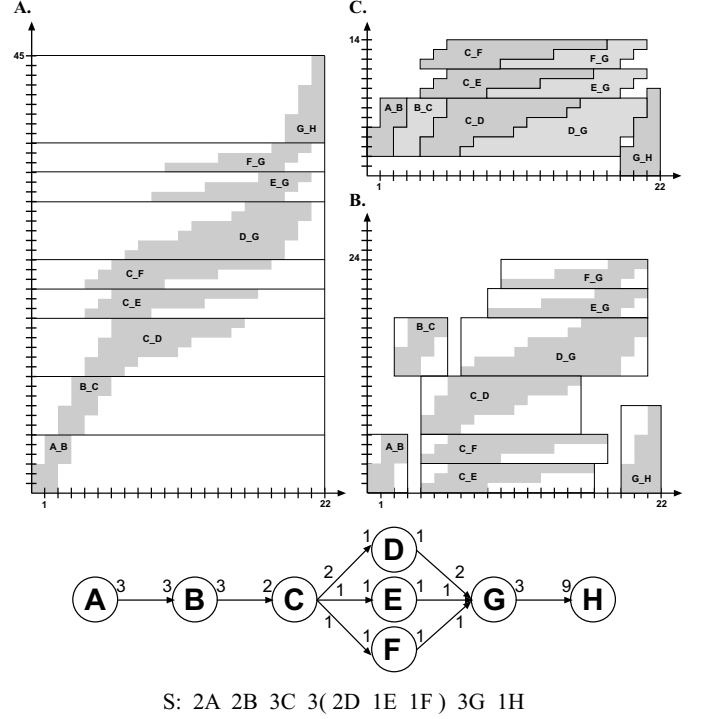 A.
45
G_H
F_G
E_G
D_G
C_F
C_E
C_D
B_C
A_B
1
22
C.
14
C_F
F_G
C_E
E_G
A_B
B_C
C_D
D_G
G_H
1
22
B.
24
F_G
E_G
B_C
D_G
C_D
A_B
C_F
C_E
G_H
1
22
A 3 3 B 3 2 C 2 1 D 1 2 G 3 9 H
1 1 E 1 1
1 1 F 1 1
S: 2A 2B 3C 3( 2D 1E 1F ) 3G 1H